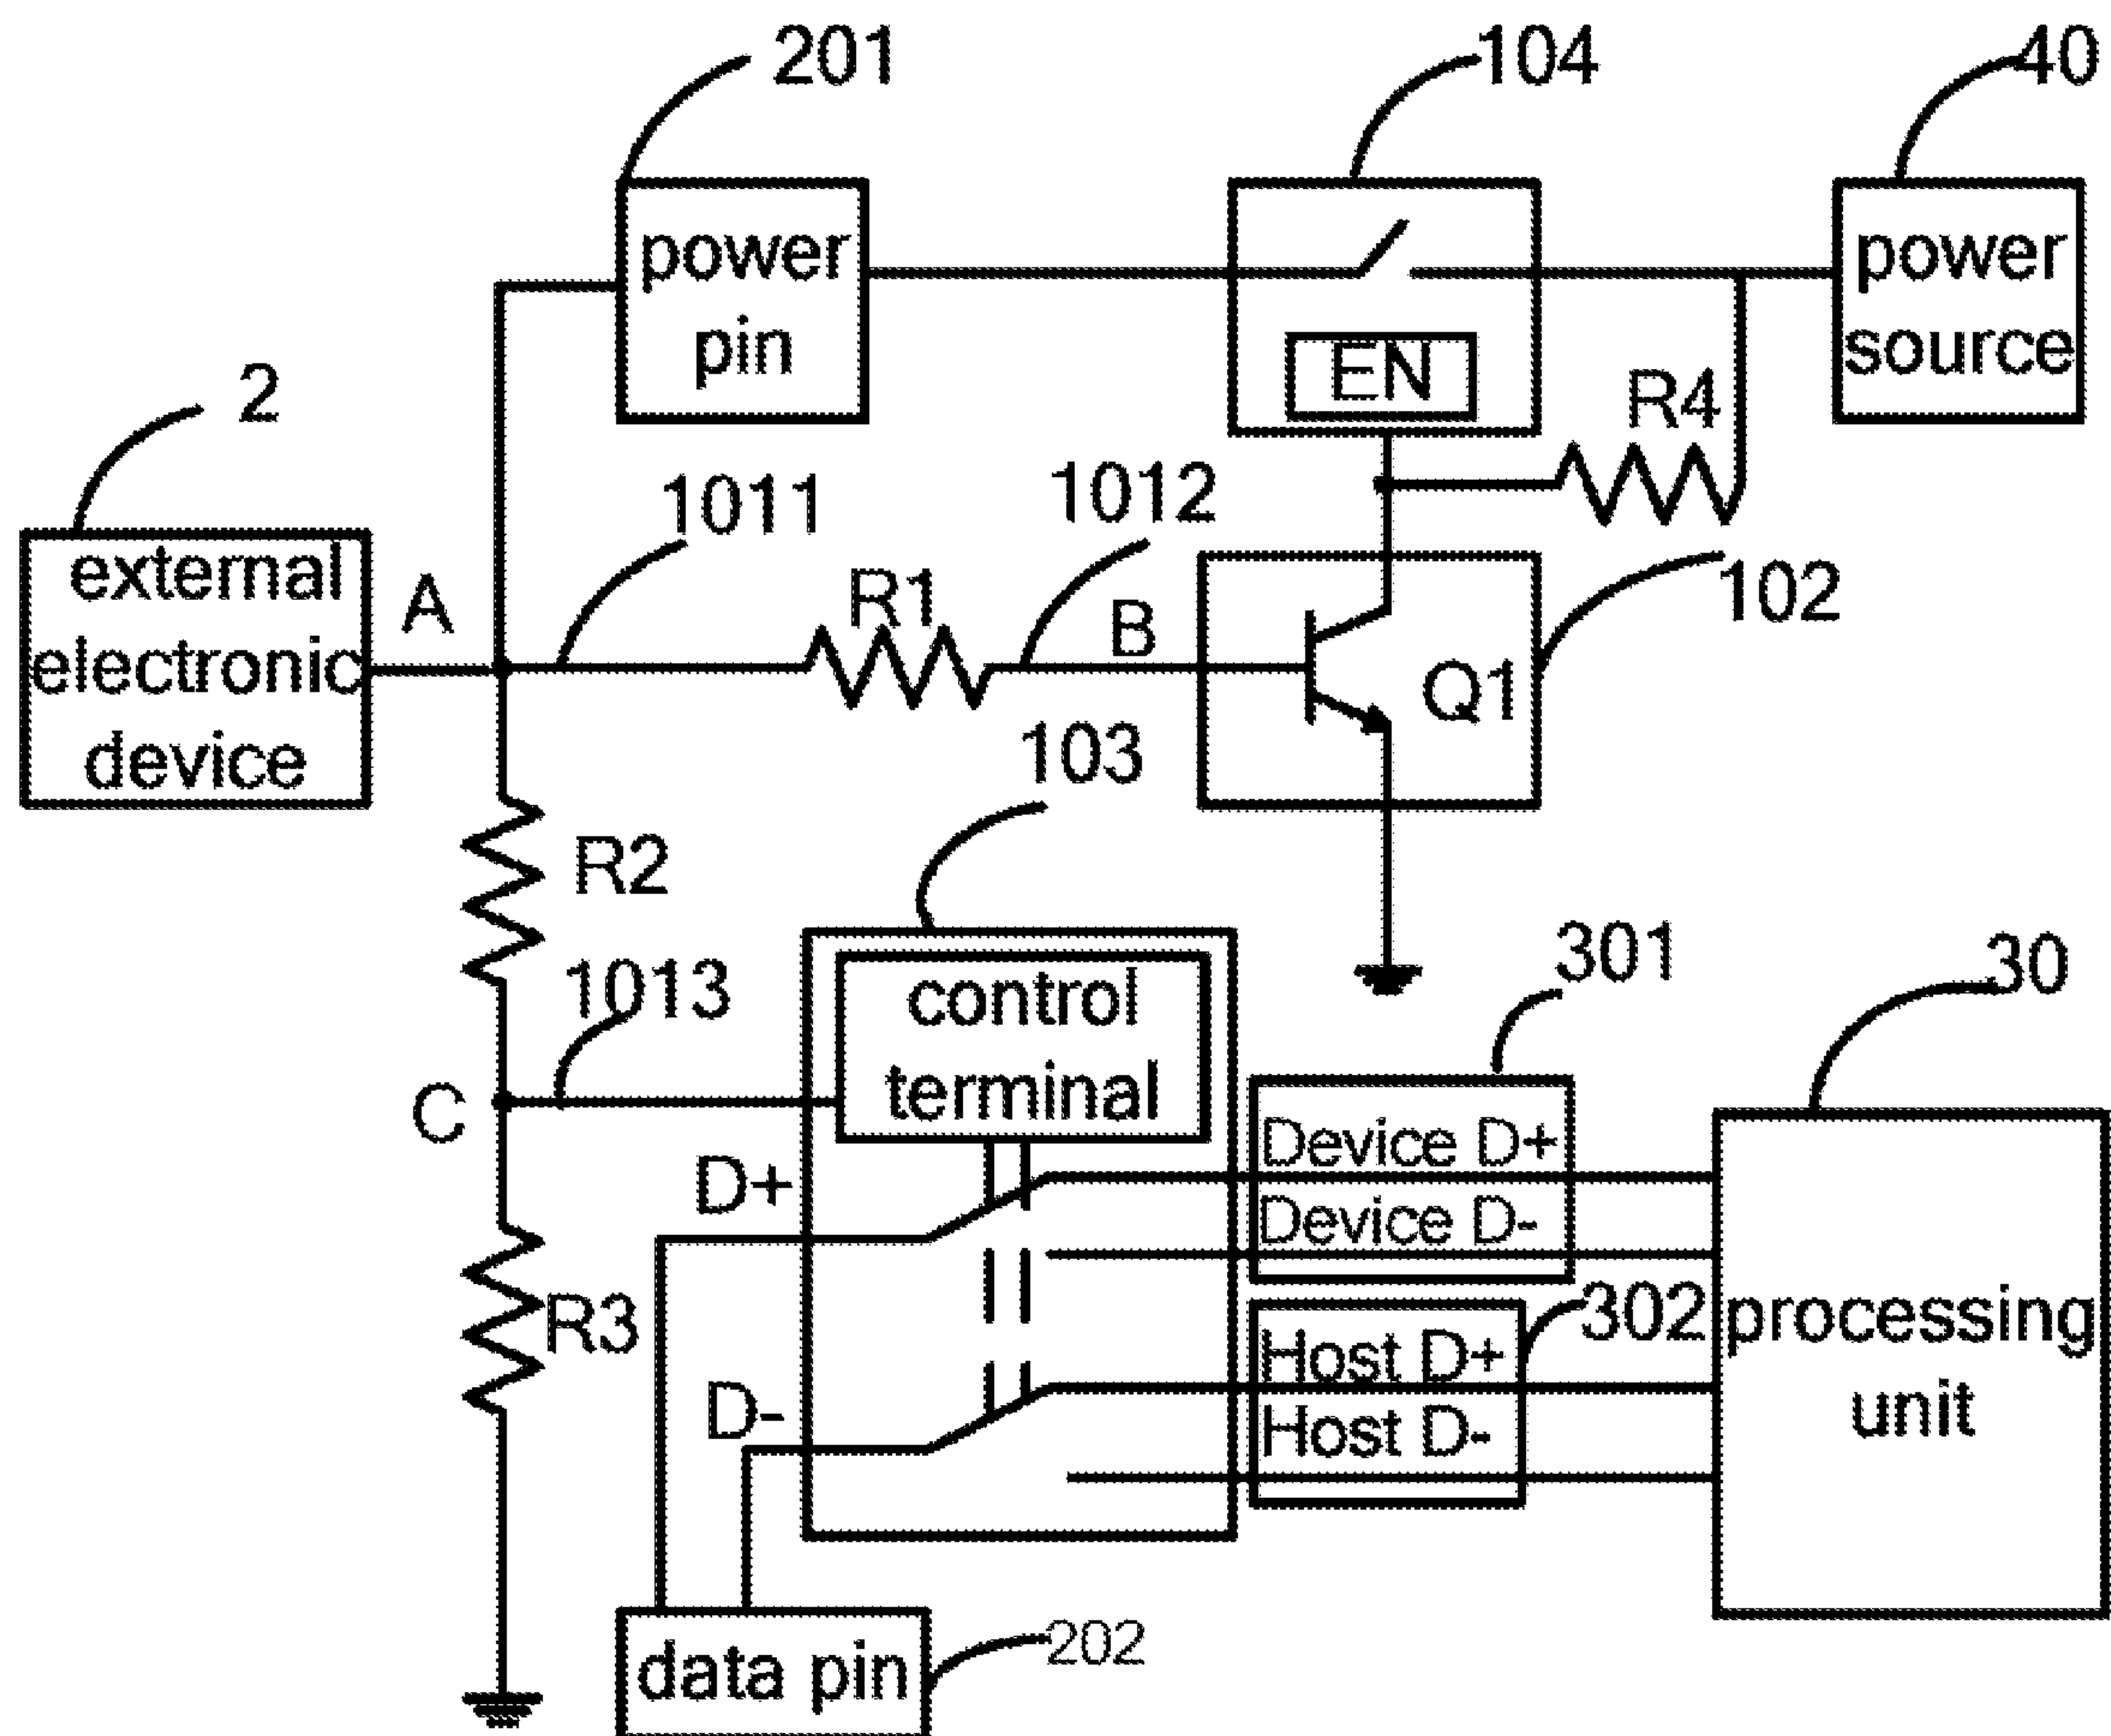 201
104
40
power
pin
EN
power
source
R4
2
1011
1012
external
electronic
device
A
R1
B
102
Q1
103
R2
1013
control
terminal
301
30
C
D+
Device D+
Device D-
R3
302
Host D+
Host D-
processing
unit
D-
data pin
202